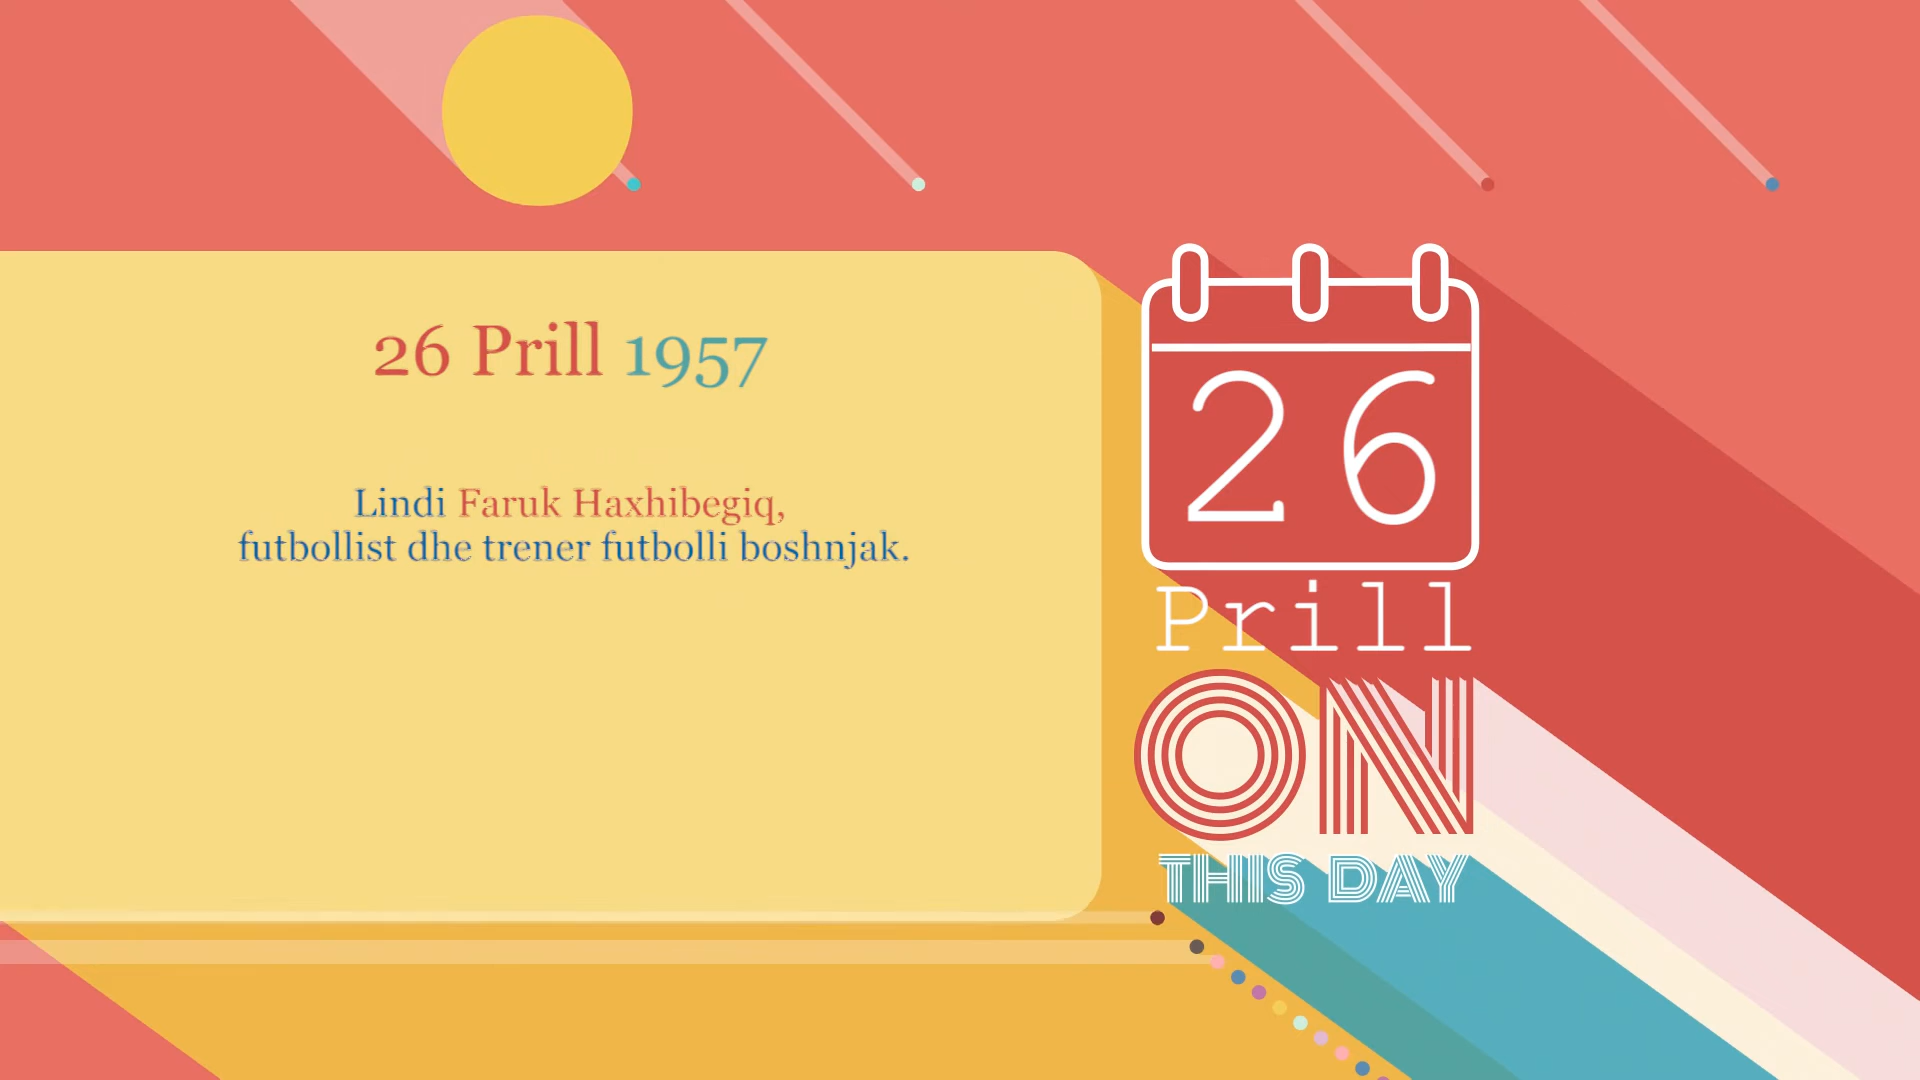 26 Prill 1957
Lindi Faruk Haxhibegiq,
futbollist dhe trener futbolli boshnjak.
26
Prill
ON
THIS DAY